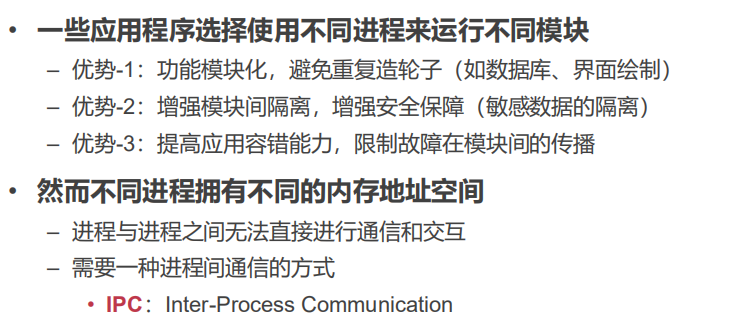 • 一些应用程序选择使用不同进程来运行不同模块
– 优势-1：功能模块化，避免重复造轮子（如数据库、界面绘制）
– 优势-2：增强模块间隔离，增强安全保障（敏感数据的隔离）
– 优势-3：提高应用容错能力，限制故障在模块间的传播
• 然而不同进程拥有不同的内存地址空间
– 进程与进程之间无法直接进行通信和交互
– 需要一种进程间通信的方式
• IPC：Inter-Process Communication